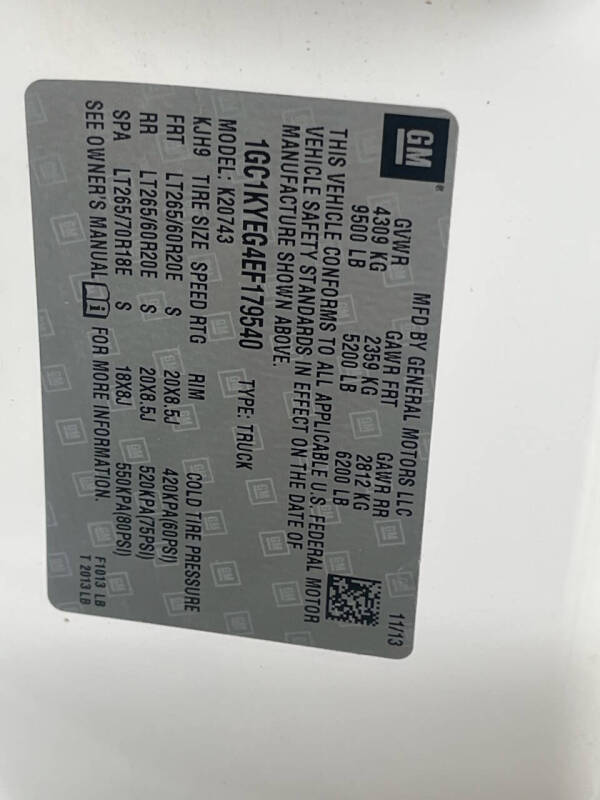 GM®
MFD BY GENERAL MOTORS LLC 11/13
GVWR GAWR FRT GAWR RR
4309 KG 2359 KG 2812 KG
9500 LB 5200 LB 6200 LB
THIS VEHICLE CONFORMS TO ALL APPLICABLE U.S. FEDERAL MOTOR
VEHICLE SAFETY STANDARDS IN EFFECT ON THE DATE OF
MANUFACTURE SHOWN ABOVE.
1GC1KYEG4EF179540 TYPE: TRUCK
MODEL: K20743
KJH9 TIRE SIZE SPEED RTG RIM COLD TIRE PRESSURE
FRT LT265/60R20E S 20X8.5J 420KPA(60PSI)
RR LT265/60R20E S 20X8.5J 520KPA(75PSI)
SPA LT265/70R18E S 18X8J 550KPA(80PSI)
SEE OWNER'S MANUAL i FOR MORE INFORMATION.
F1013 LB
T 2013 LB